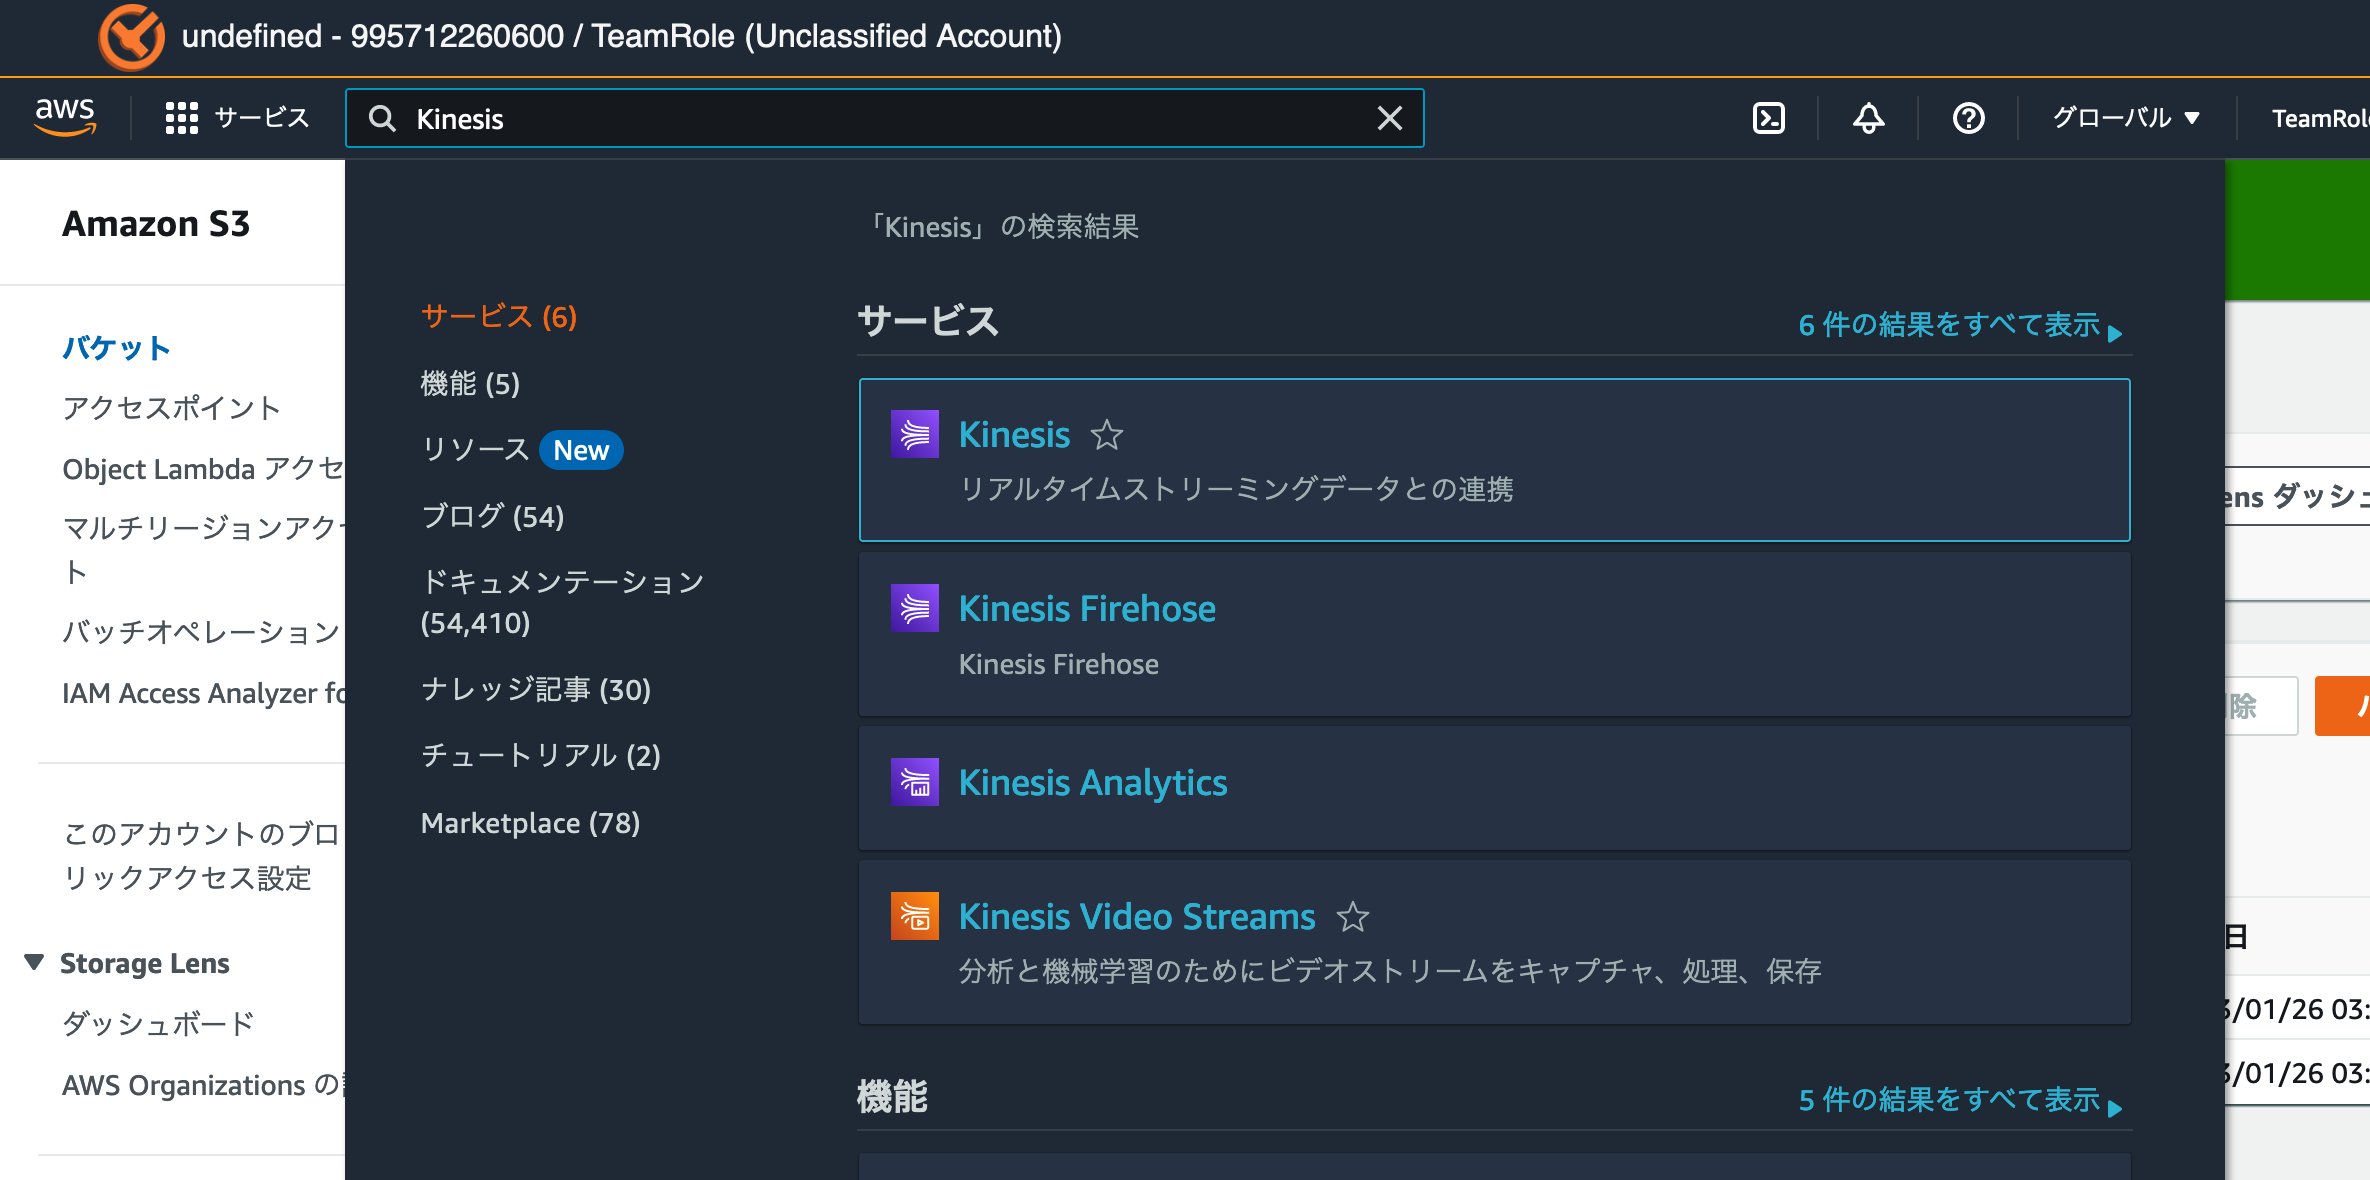 undefined - 995712260600 / TeamRole (Unclassified Account)
aws
サービス
Kinesis
グローバル
TeamRole
Amazon S3
バケット
アクセスポイント
Object Lambda アクセ
マルチリージョンアクセ
ト
バッチオペレーション
IAM Access Analyzer fo
このアカウントのブロ
リックアクセス設定
Storage Lens
ダッシュボード
AWS Organizations の
「Kinesis」の検索結果
サービス (6)
機能 (5)
リソース New
ブログ (54)
ドキュメンテーション
(54,410)
ナレッジ記事 (30)
チュートリアル (2)
Marketplace (78)
サービス
6 件の結果をすべて表示
Kinesis
リアルタイムストリーミングデータとの連携
Kinesis Firehose
Kinesis Firehose
Kinesis Analytics
Kinesis Video Streams
分析と機械学習のためにビデオストリームをキャプチャ、処理、保存
機能
5 件の結果をすべて表示
ens ダッシュ
除
日
/01/26 03:
/01/26 03: